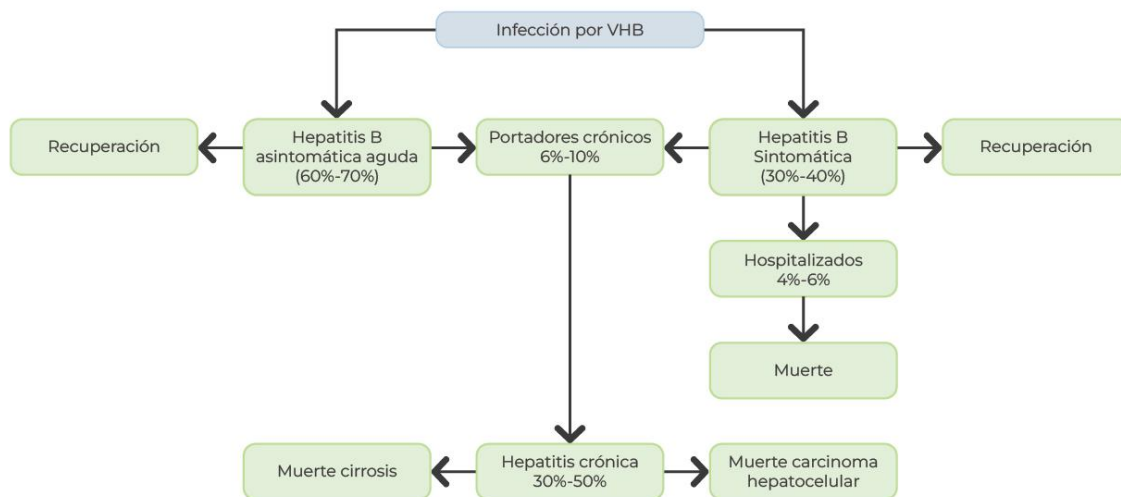 Infección por VHB
Recuperación
Hepatitis B
asintomática aguda
(60%-70%)
Portadores crónicos
6%-10%
Hepatitis B
Sintomática
(30%-40%)
Recuperación
Hospitalizados
4%-6%
Muerte
Muerte cirrosis
Hepatitis crónica
30%-50%
Muerte carcinoma
hepatocelular